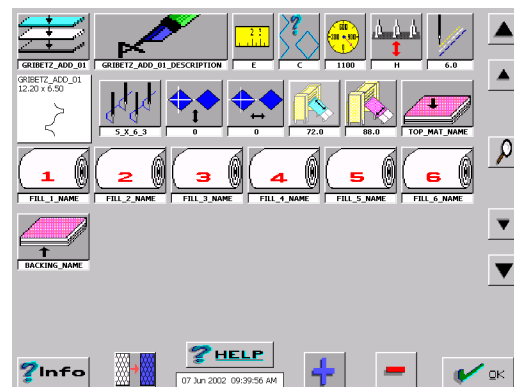 GRIBETZ_ADD_01
GRIBETZ_ADD_01_DESCRIPTION
E
C
1100
H
6.0
GRIBETZ_ADD_01
12.20 x 6.50
5_X_6_3
0
0
72.0
88.0
TOP_MAT_NAME
1
2
3
4
5
6
FILL_1_NAME
FILL_2_NAME
FILL_3_NAME
FILL_4_NAME
FILL_5_NAME
FILL_6_NAME
BACKING_NAME
?Info
?HELP
07 Jun 2002 09:39:56 AM
OK